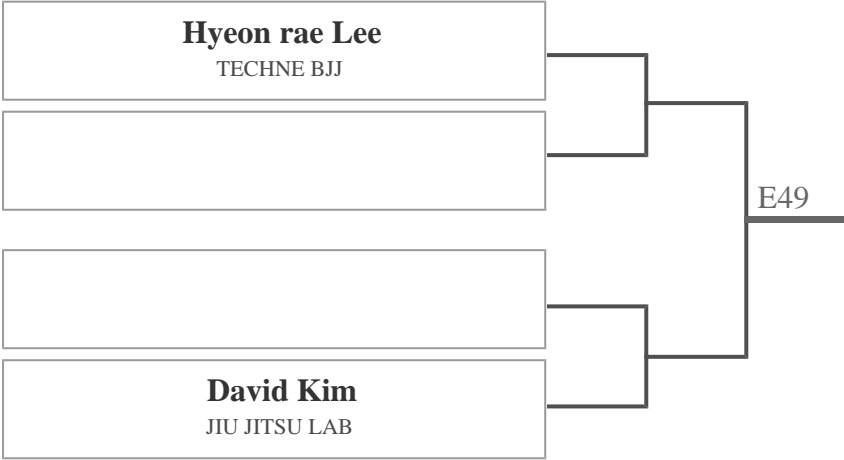 Hyeon rae Lee
TECHNE BJJ
E49
David Kim
JIU JITSU LAB